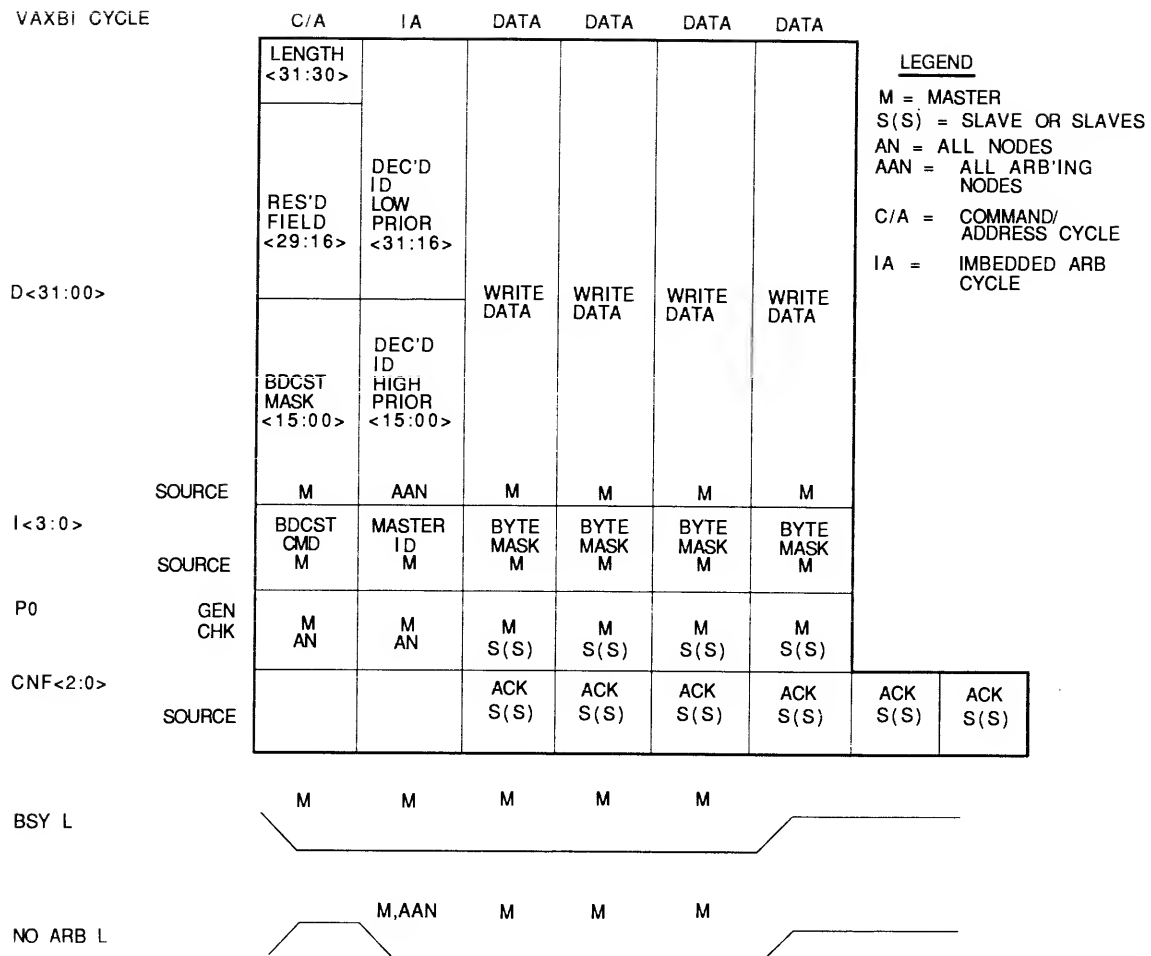 VAXBI CYCLE C/A IA DATA DATA DATA DATA
LENGTH
<31:30>
RES'D
FIELD
<29:16>
BDCST
MASK
<15:00>
DEC'D
ID
LOW
PRIOR
<31:16>
DEC'D
ID
HIGH
PRIOR
<15:00>
D<31:00>
WRITE DATA
WRITE DATA
WRITE DATA
WRITE DATA
SOURCE M AAN M M M M
I<3:0>
BDCST CMD
MASTER ID
BYTE MASK
BYTE MASK
BYTE MASK
BYTE MASK
SOURCE M M M M M M
P0 GEN M M M M M M
CHK AN AN S(S) S(S) S(S) S(S)
CNF<2:0> ACK ACK ACK ACK ACK ACK
SOURCE S(S) S(S) S(S) S(S) S(S) S(S)
M M M M M
BSY L
M,AAN M M M
NO ARB L
LEGEND
M = MASTER
S(S) = SLAVE OR SLAVES
AN = ALL NODES
AAN = ALL ARB'ING
NODES
C/A = COMMAND/
ADDRESS CYCLE
IA = IMBEDDED ARB
CYCLE